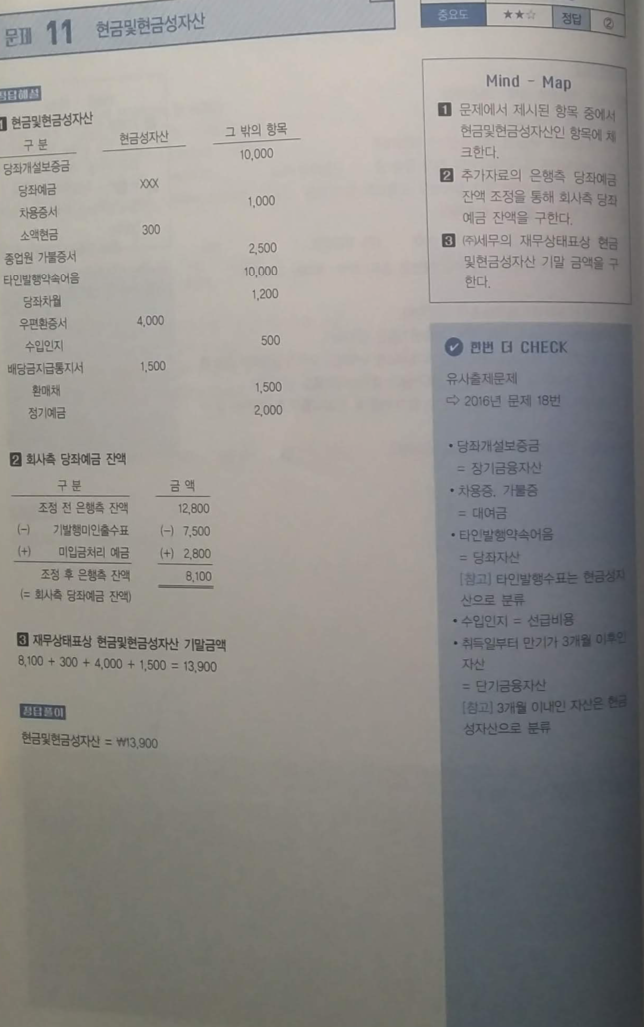 문제 11 현금및현금성자산
중요도 ★★☆ 정답 ②
정답해설
1 현금및현금성자산
구 분 현금성자산 그 밖의 항목
당좌개설보증금 10,000
당좌예금 XXX
차용증서 1,000
소액현금 300
종업원 가불증서 2,500
타인발행약속어음 10,000
당좌차월 1,200
우편환증서 4,000
수입인지 500
배당금지급통지서 1,500
환매채 1,500
정기예금 2,000
2 회사측 당좌예금 잔액
구 분 금 액
조정 전 은행측 잔액 12,800
(-) 기발행미인출수표 (-) 7,500
(+) 미입금처리 예금 (+) 2,800
조정 후 은행측 잔액 8,100
(= 회사측 당좌예금 잔액)
3 재무상태표상 현금및현금성자산 기말금액
8,100 + 300 + 4,000 + 1,500 = 13,900
정답풀이
현금및현금성자산 = ₩13,900
Mind - Map
1 문제에서 제시된 항목 중에서
현금및현금성자산인 항목에 체
크한다.
2 추가자료의 은행측 당좌예금
잔액 조정을 통해 회사측 당좌
예금 잔액을 구한다.
3 ㈜세무의 재무상태표상 현금
및현금성자산 기말 금액을 구
한다.
한번 더 CHECK
유사출제문제
⇨ 2016년 문제 18번
• 당좌개설보증금
= 장기금융자산
• 차용증, 가불증
= 대여금
• 타인발행약속어음
= 당좌자산
[참고] 타인발행수표는 현금성자
산으로 분류
• 수입인지 = 선급비용
• 취득일부터 만기가 3개월 이후인
자산
= 단기금융자산
[참고] 3개월 이내인 자산은 현금
성자산으로 분류